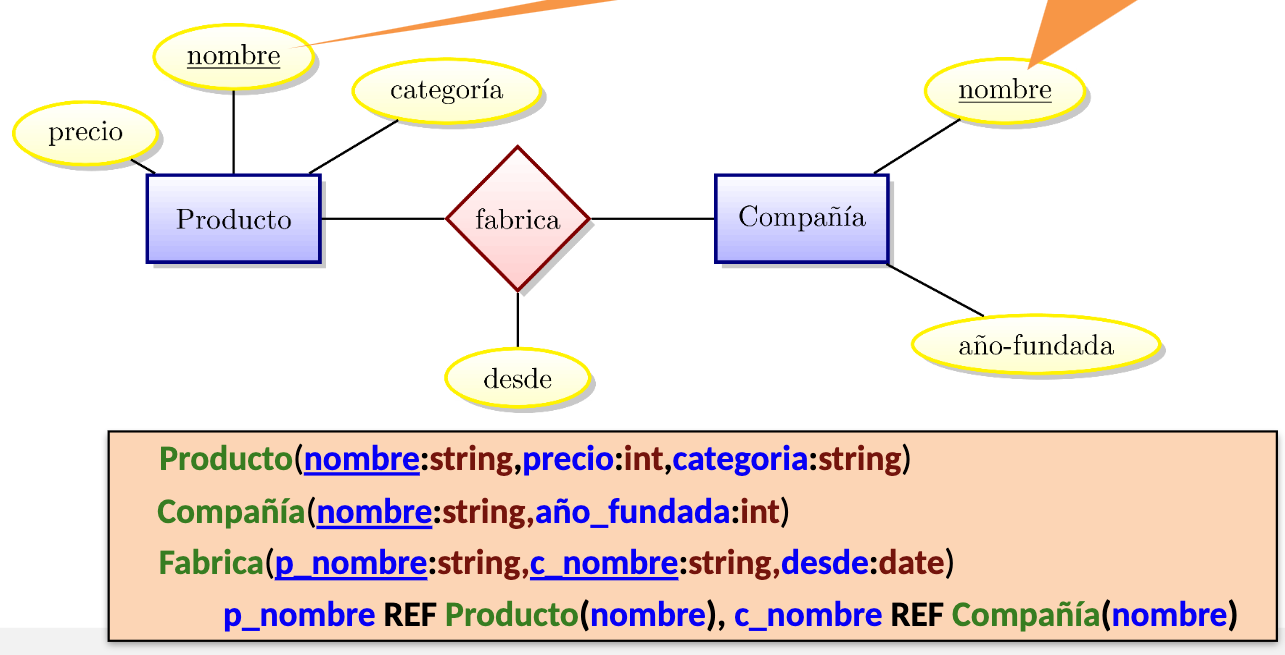 nombre
precio
categoría
nombre
Producto
fabrica
Compañía
desde
año-fundada
Producto(nombre:string,precio:int,categoria:string)
Compañía(nombre:string,año_fundada:int)
Fabrica(p_nombre:string,c_nombre:string,desde:date)
p_nombre REF Producto(nombre), c_nombre REF Compañía(nombre)